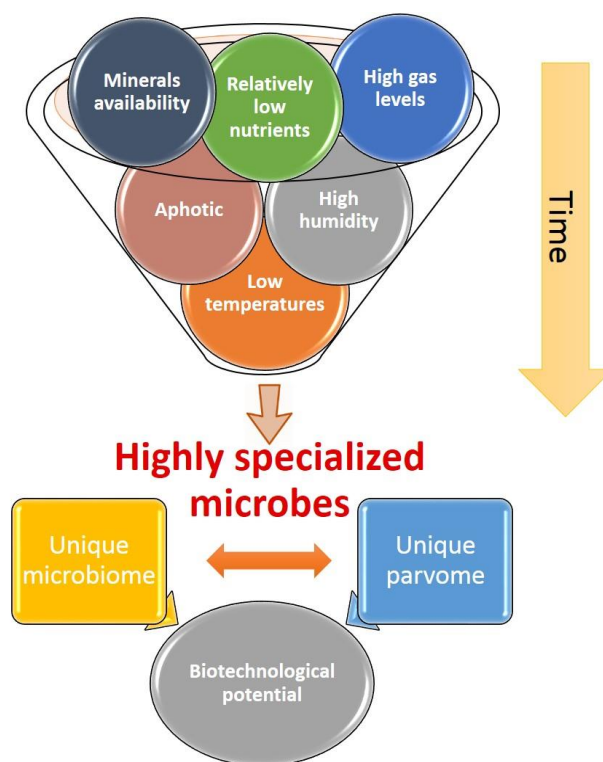 Minerals
availability
Relatively
low
nutrients
High gas
levels
Aphotic
High
humidity
Low
temperatures
Time
Highly specialized
microbes
Unique
microbiome
Unique
parvome
Biotechnological
potential